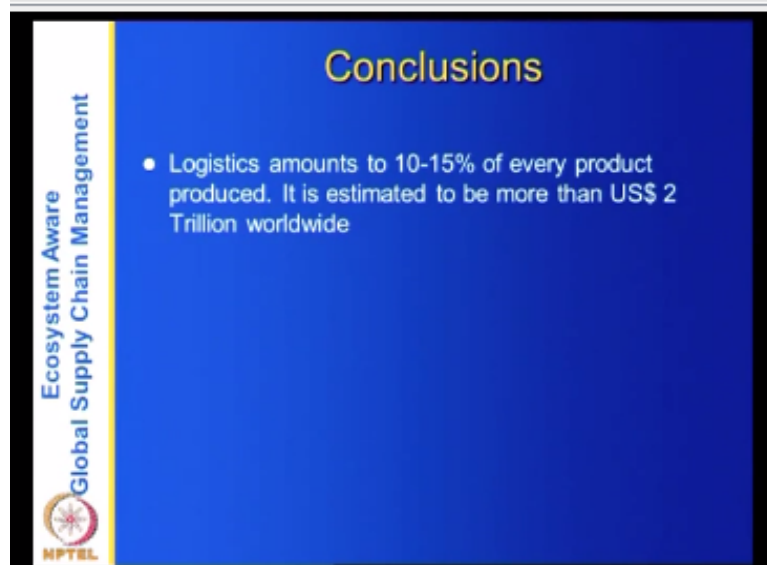 Conclusions
● Logistics amounts to 10-15% of every product
produced. It is estimated to be more than US$ 2
Trillion worldwide
Ecosystem Aware
Global Supply Chain Management
NPTEL